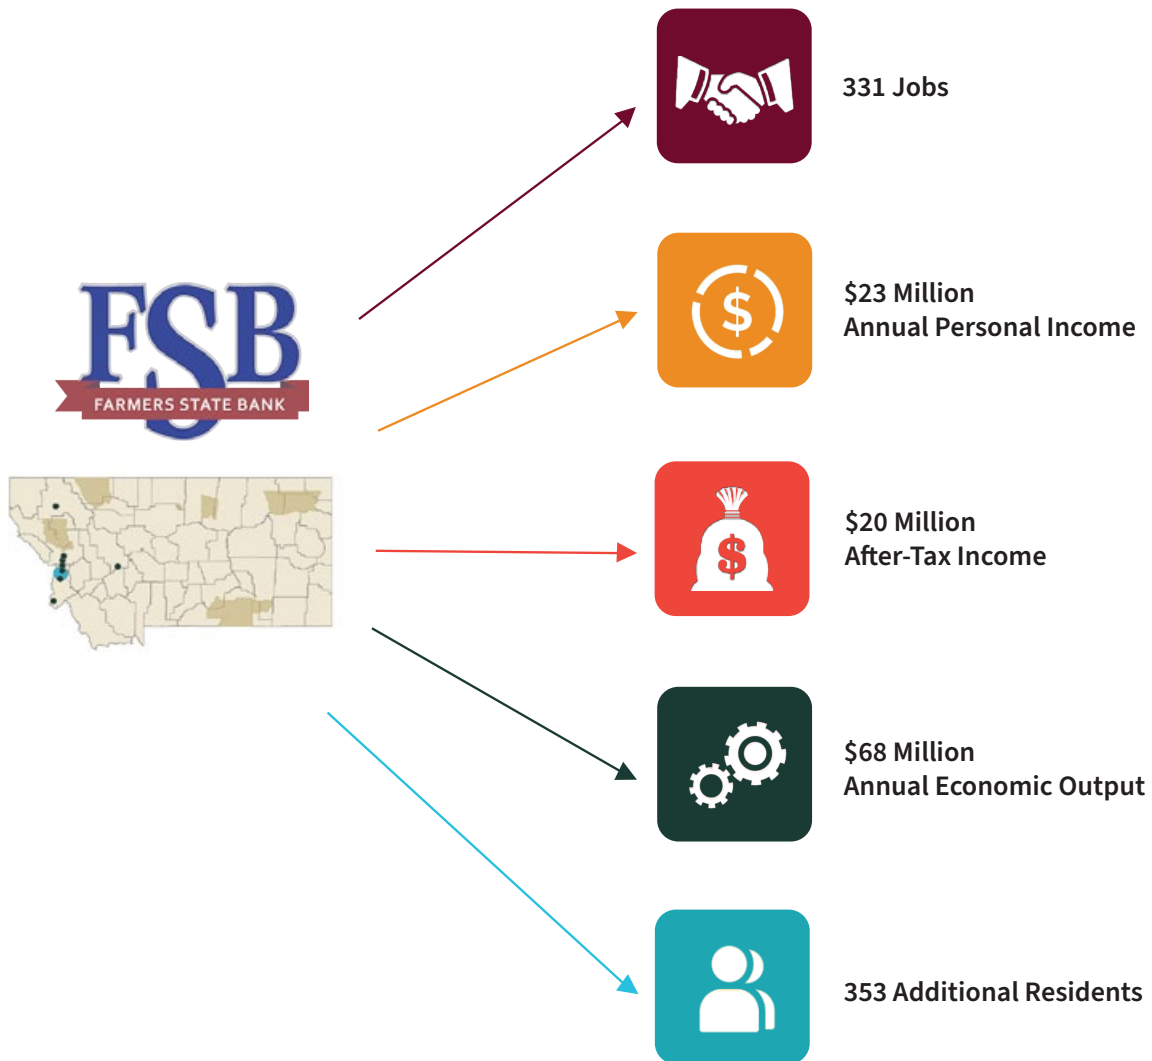 FSB
FARMERS STATE BANK
331 Jobs
$
$23 Million
Annual Personal Income
$
$20 Million
After-Tax Income
$68 Million
Annual Economic Output
353 Additional Residents